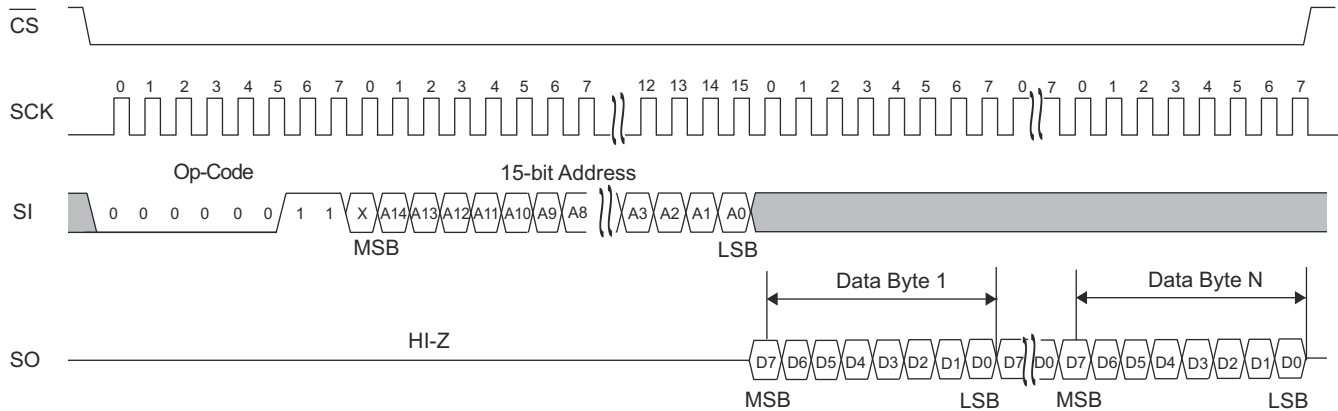 CS
0 1 2 3 4 5 6 7 0 1 2 3 4 5 6 7 12 13 14 15 0 1 2 3 4 5 6 7 0 7 0 1 2 3 4 5 6 7
SCK
Op-Code 15-bit Address
SI 0 0 0 0 0 0 1 1 X A14 A13 A12 A11 A10 A9 A8 A3 A2 A1 A0
MSB LSB
Data Byte 1 Data Byte N
HI-Z
SO D7 D6 D5 D4 D3 D2 D1 D0 D7 D0 D7 D6 D5 D4 D3 D2 D1 D0
MSB LSB MSB LSB